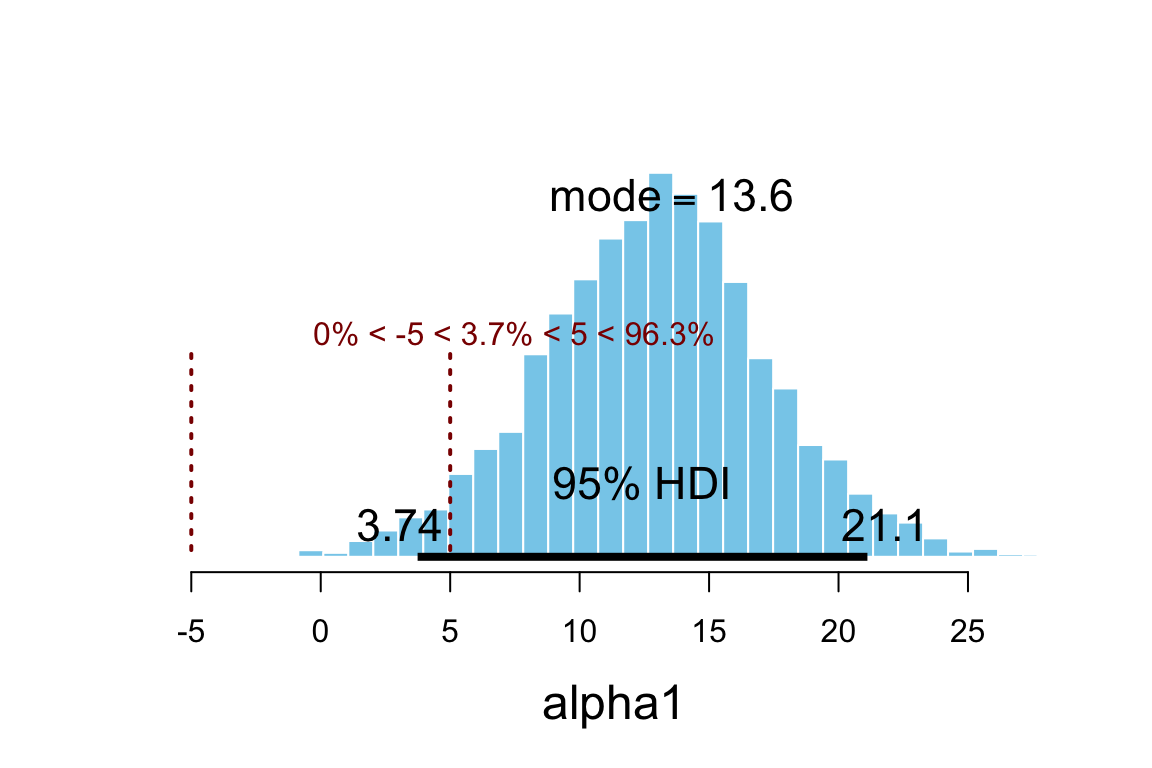 mode = 13.6
0% < -5 < 3.7% < 5 < 96.3%
95% HDI
3.74 21.1
-5 0 5 10 15 20 25
alpha1